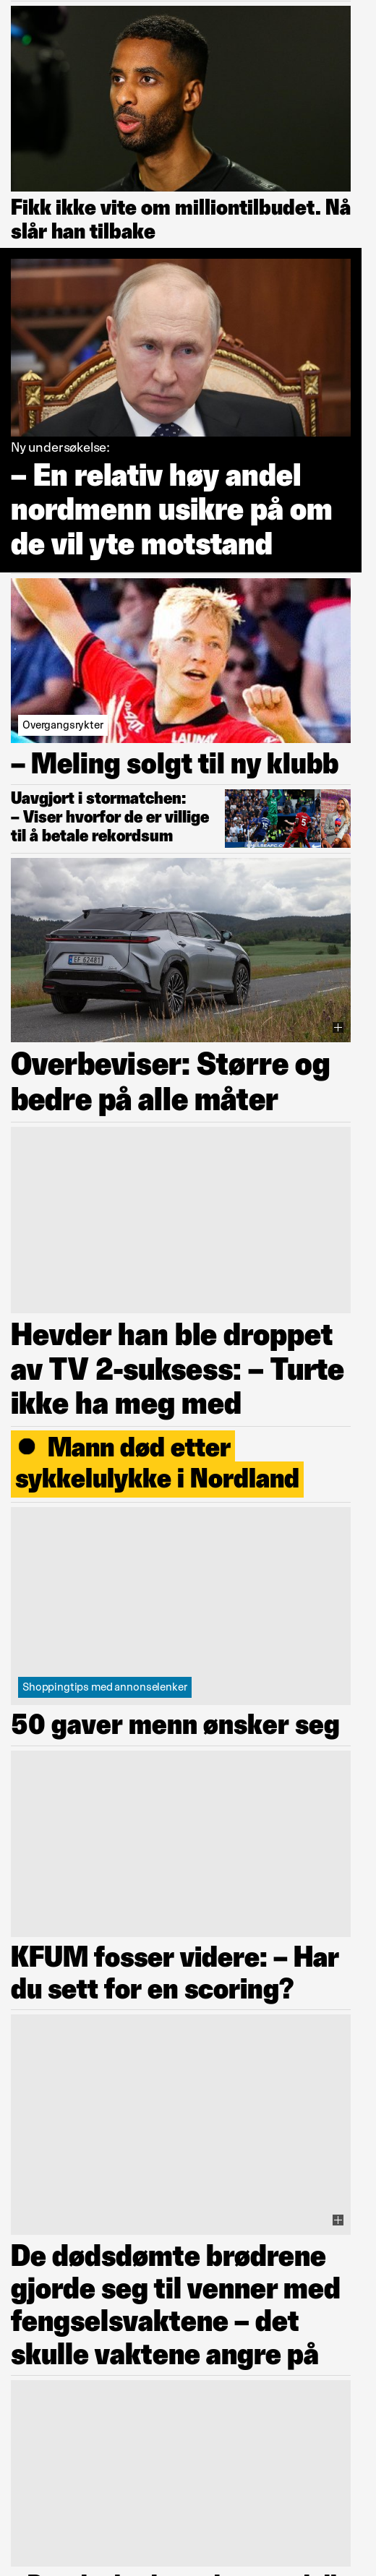 Fikk ikke vite om milliontilbudet. Nå
slår han tilbake
Ny undersøkelse:
– En relativ høy andel
nordmenn usikre på om
de vil yte motstand
Overgangsrykter
– Meling solgt til ny klubb
Uavgjort i stormatchen:
– Viser hvorfor de er villige
til å betale rekordsum
Overbeviser: Større og
bedre på alle måter
Hevder han ble droppet
av TV 2-suksess: – Turte
ikke ha meg med
Mann død etter
sykkelulykke i Nordland
Shoppingtips med annonselenker
50 gaver menn ønsker seg
KFUM fosser videre: – Har
du sett for en scoring?
De dødsdømte brødrene
gjorde seg til venner med
fengselsvaktene – det
skulle vaktene angre på